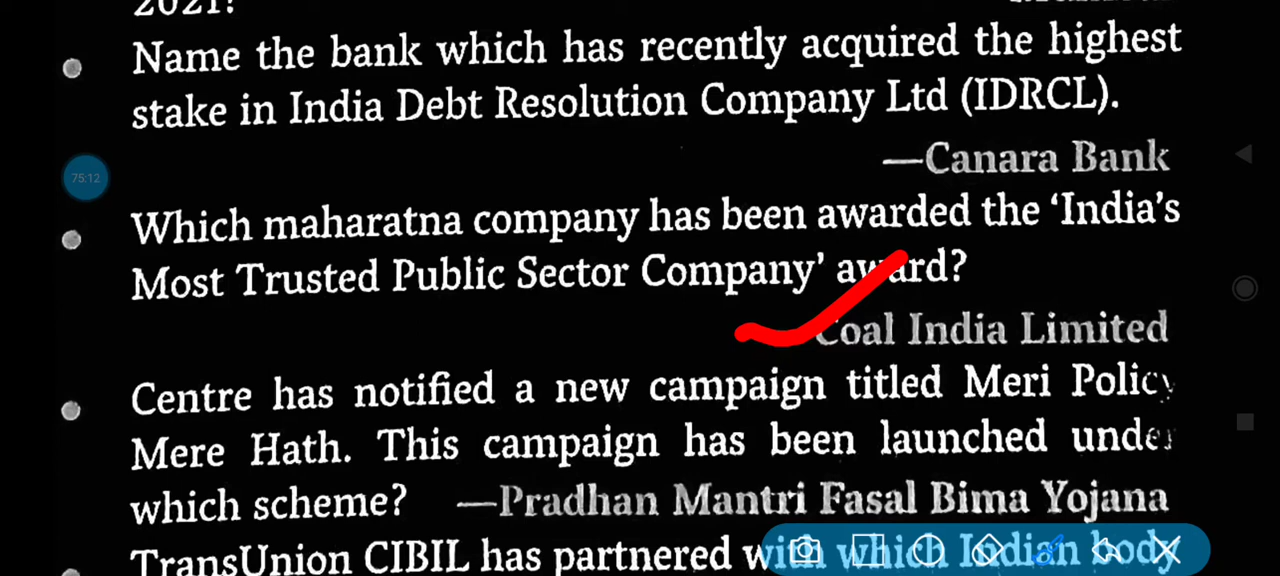 2021?
Name the bank which has recently acquired the highest
stake in India Debt Resolution Company Ltd (IDRCL).
—Canara Bank
75:12
Which maharatna company has been awarded the ‘India’s
Most Trusted Public Sector Company’ award?
Coal India Limited
Centre has notified a new campaign titled Meri Policy
Mere Hath. This campaign has been launched under
which scheme? —Pradhan Mantri Fasal Bima Yojana
TransUnion CIBIL has partnered with which Indian body